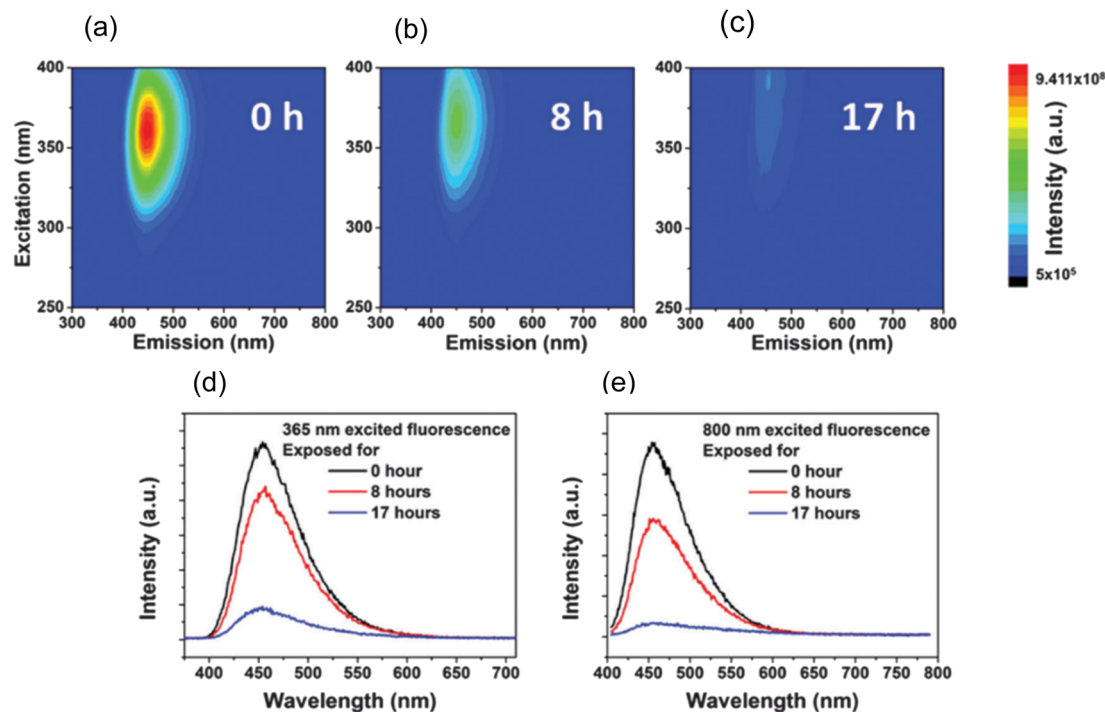 (a)
(b)
(c)
400
350
300
250
Excitation (nm)
0 h
300 400 500 600 700 800
Emission (nm)
400
350
300
250
8 h
300 400 500 600 700 800
Emission (nm)
400
350
300
250
17 h
300 400 500 600 700 800
Emission (nm)
9.411x10⁸
Intensity (a.u.)
5x10⁵
(d)
(e)
Intensity (a.u.)
365 nm excited fluorescence
Exposed for
0 hour
8 hours
17 hours
400 450 500 550 600 650 700
Wavelength (nm)
Intensity (a.u.)
800 nm excited fluorescence
Exposed for
0 hour
8 hours
17 hours
400 450 500 550 600 650 700 750 800
Wavelength (nm)